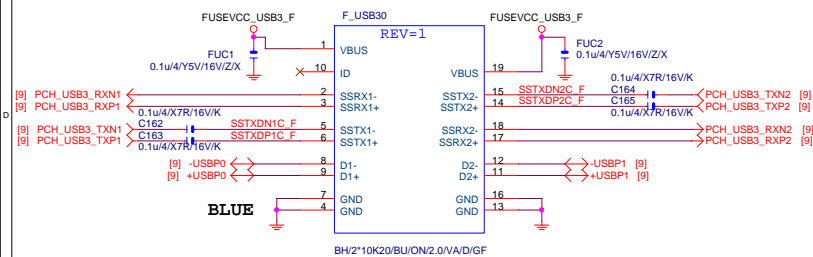 FUSEVCC_USB3_F
F_USB30
FUSEVCC_USB3_F
REV=1
FUC1
0.1u/4/Y5V/16V/Z/X
1
VBUS
FUC2
0.1u/4/Y5V/16V/Z/X
10
ID
VBUS
19
0.1u/4/X7R/16V/K
[9] PCH_USB3_RXN1
2
SSRX1-
SSTX2-
15
SSTXDN2C_F
C164
PCH_USB3_TXN2 [9]
[9] PCH_USB3_RXP1
3
SSRX1+
SSTX2+
14
SSTXDP2C_F
C165
PCH_USB3_TXP2 [9]
0.1u/4/X7R/16V/K
0.1u/4/X7R/16V/K
D
[9] PCH_USB3_TXN1
C162
SSTXDN1C_F
5
SSTX1-
SSRX2-
18
PCH_USB3_RXN2 [9]
[9] PCH_USB3_TXP1
C163
SSTXDP1C_F
6
SSTX1+
SSRX2+
17
PCH_USB3_RXP2 [9]
0.1u/4/X7R/16V/K
[9] -USBP0
8
D1-
D2-
12
-USBP1 [9]
[9] +USBP0
9
D1+
D2+
11
+USBP1 [9]
7
GND
GND
16
BLUE
4
GND
GND
13
BH/2*10K20/BU/ON/2.0/VA/D/GF